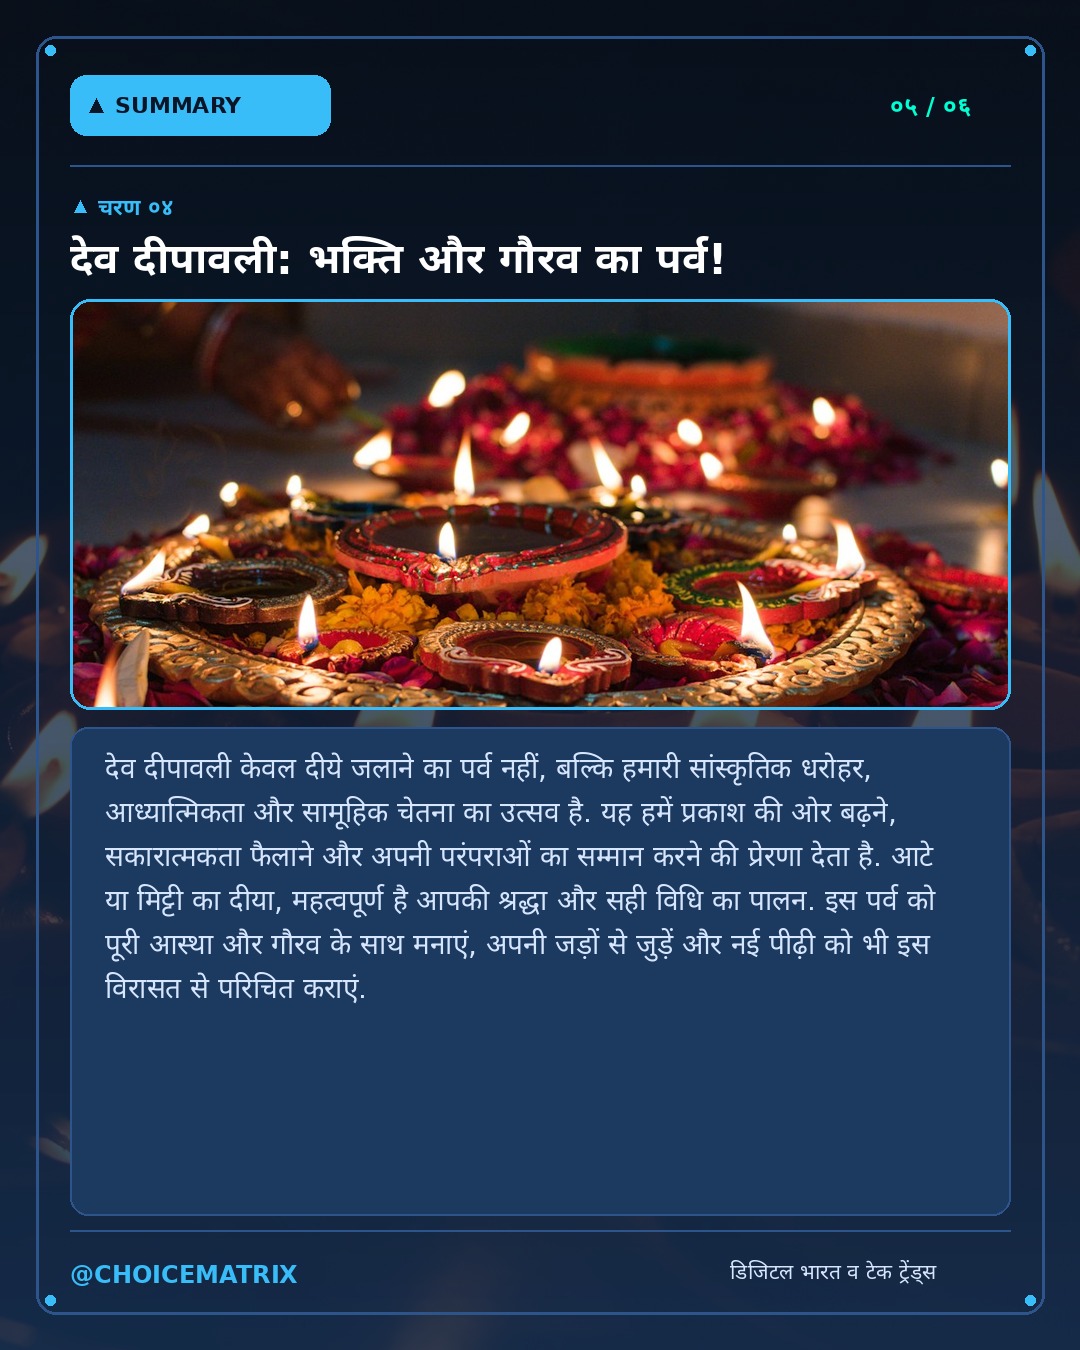 ▲ SUMMARY
०५ / ०६
▲ चरण ०४
देव दीपावली: भक्ति और गौरव का पर्व!
देव दीपावली केवल दीये जलाने का पर्व नहीं, बल्कि हमारी सांस्कृतिक धरोहर,
आध्यात्मिकता और सामूहिक चेतना का उत्सव है. यह हमें प्रकाश की ओर बढ़ने,
सकारात्मकता फैलाने और अपनी परंपराओं का सम्मान करने की प्रेरणा देता है. आटे
या मिट्टी का दीया, महत्वपूर्ण है आपकी श्रद्धा और सही विधि का पालन. इस पर्व को
पूरी आस्था और गौरव के साथ मनाएं, अपनी जड़ों से जुड़ें और नई पीढ़ी को भी इस
विरासत से परिचित कराएं.
@CHOICEMATRIX
डिजिटल भारत व टेक ट्रेंड्स